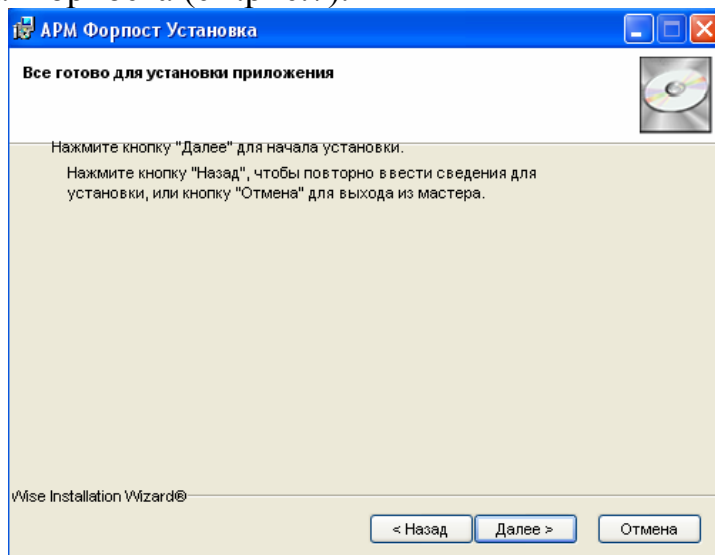 АРМ Форпост Установка
Все готово для установки приложения
Нажмите кнопку "Далее" для начала установки.
Нажмите кнопку "Назад", чтобы повторно ввести сведения для
установки, или кнопку "Отмена" для выхода из мастера.
Wise Installation Wizard®
< Назад Далее > Отмена